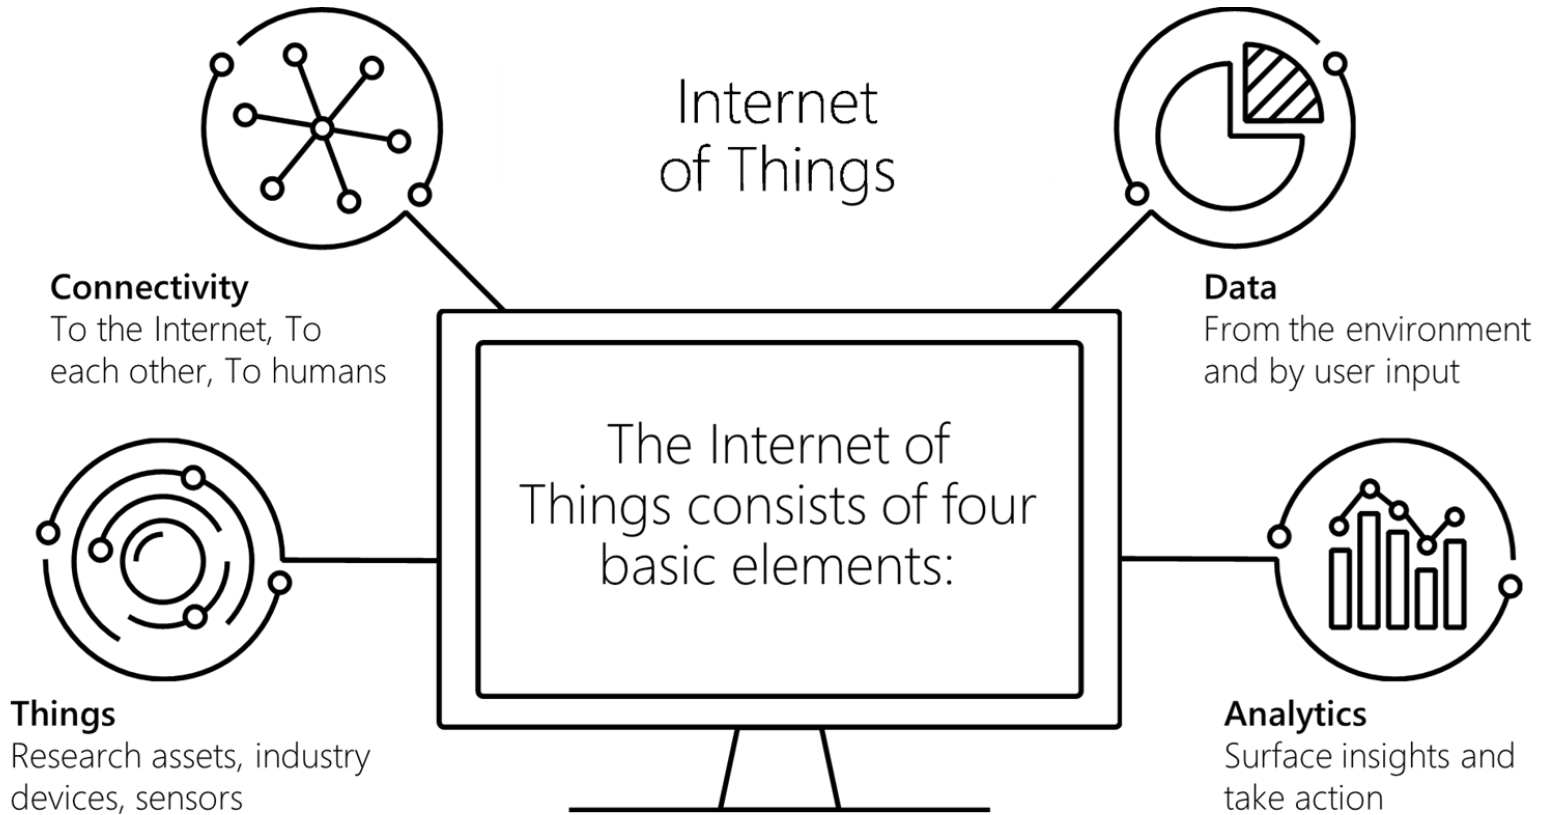 Internet
of Things
Connectivity
To the Internet, To
each other, To humans
Data
From the environment
and by user input
The Internet of
Things consists of four
basic elements:
Things
Research assets, industry
devices, sensors
Analytics
Surface insights and
take action